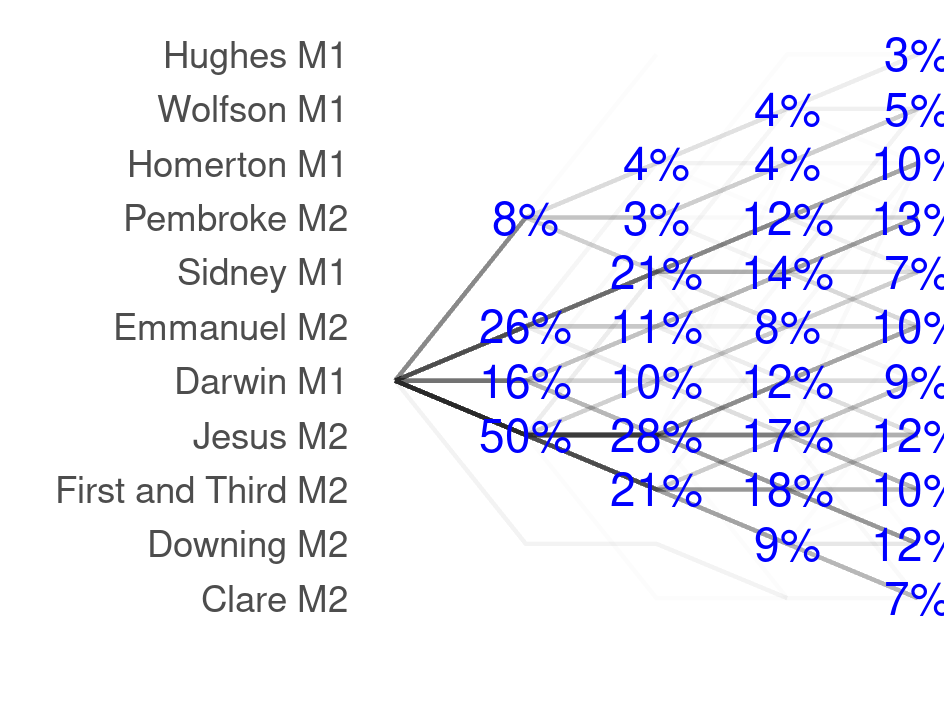 Hughes M1 3%
Wolfson M1 4% 5%
Homerton M1 4% 4% 10%
Pembroke M2 8% 3% 12% 13%
Sidney M1 21% 14% 7%
Emmanuel M2 26% 11% 8% 10%
Darwin M1 16% 10% 12% 9%
Jesus M2 50% 28% 17% 12%
First and Third M2 21% 18% 10%
Downing M2 9% 12%
Clare M2 7%